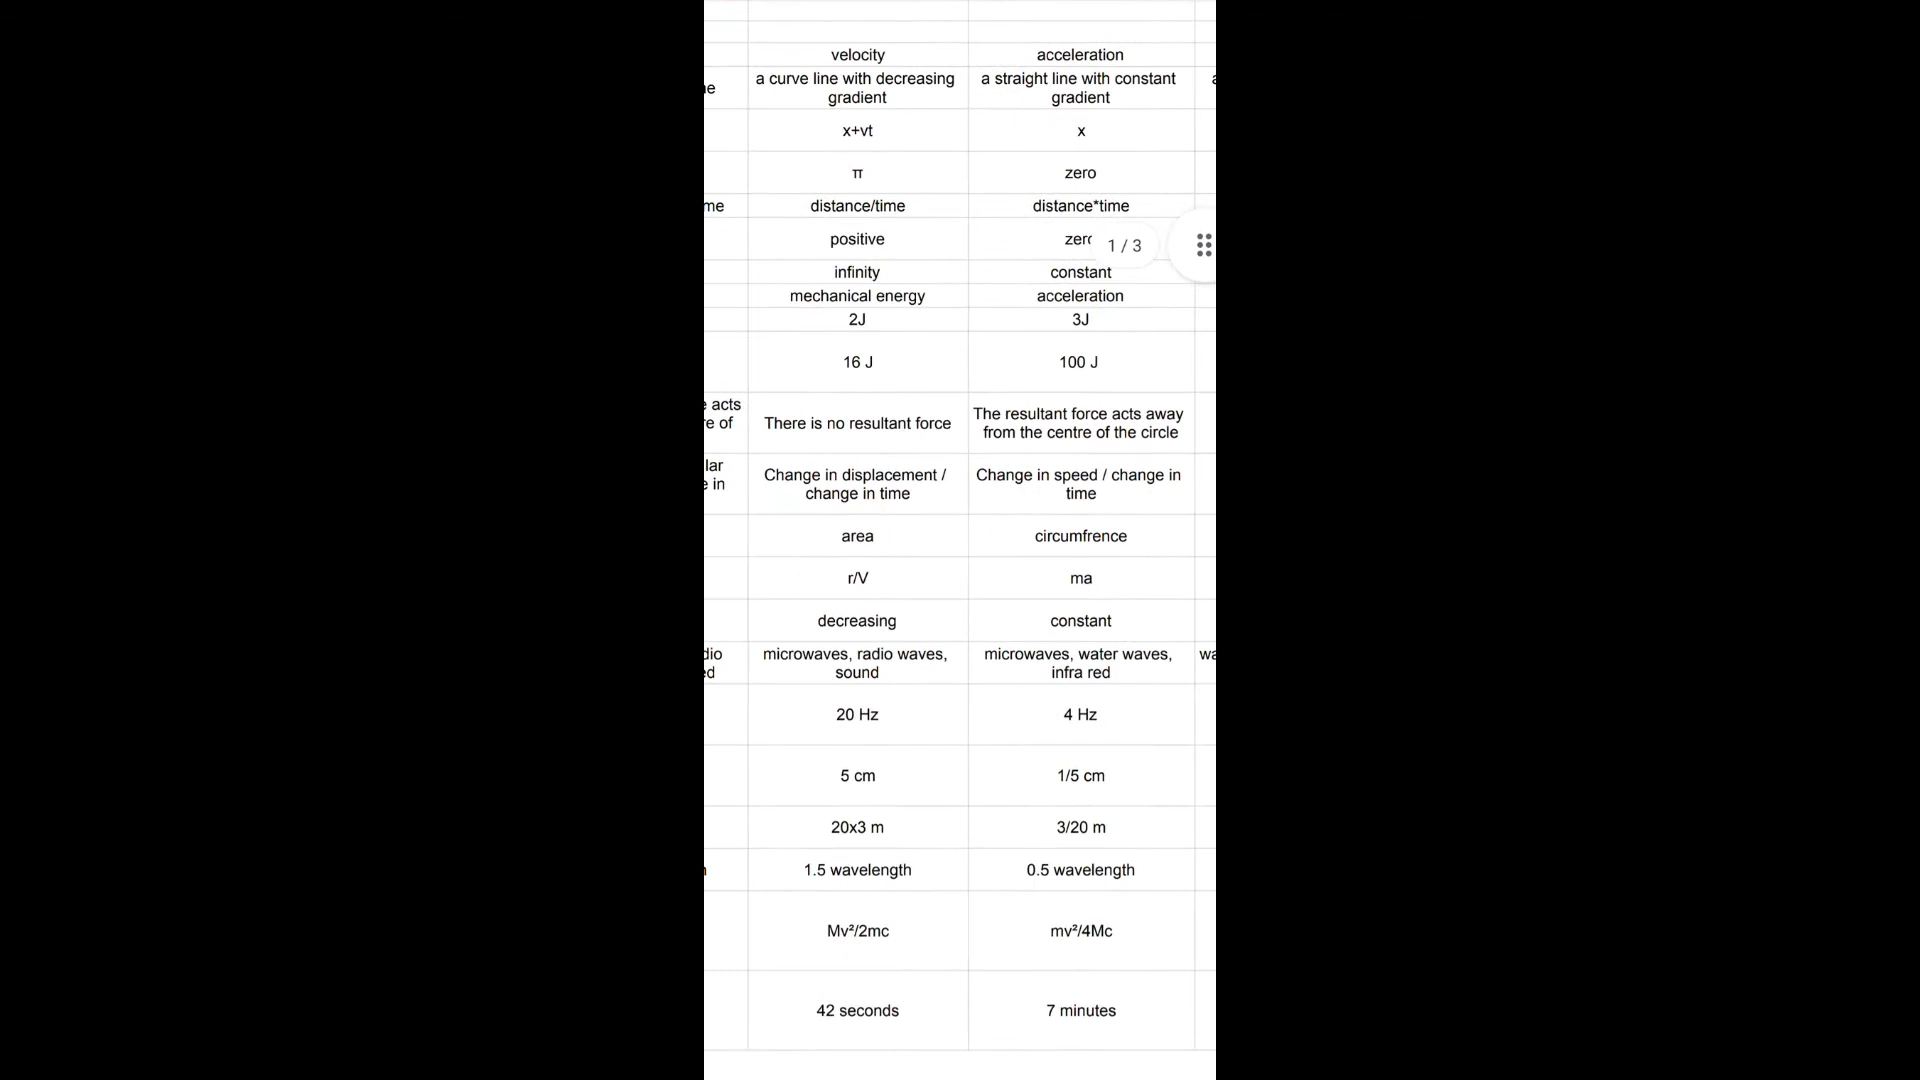 velocity acceleration
a curve line with decreasing gradient a straight line with constant gradient
x+vt x
π zero
distance/time distance*time
positive
1 / 3
infinity constant
mechanical energy acceleration
2J 3J
16 J 100 J
acts
of
There is no resultant force The resultant force acts away from the centre of the circle
in
Change in displacement / change in time Change in speed / change in time
area circumfrence
r/V ma
decreasing constant
microwaves, radio waves, sound microwaves, water waves, infra red
20 Hz 4 Hz
5 cm 1/5 cm
20x3 m 3/20 m
1.5 wavelength 0.5 wavelength
Mv²/2mc mv²/4Mc
42 seconds 7 minutes